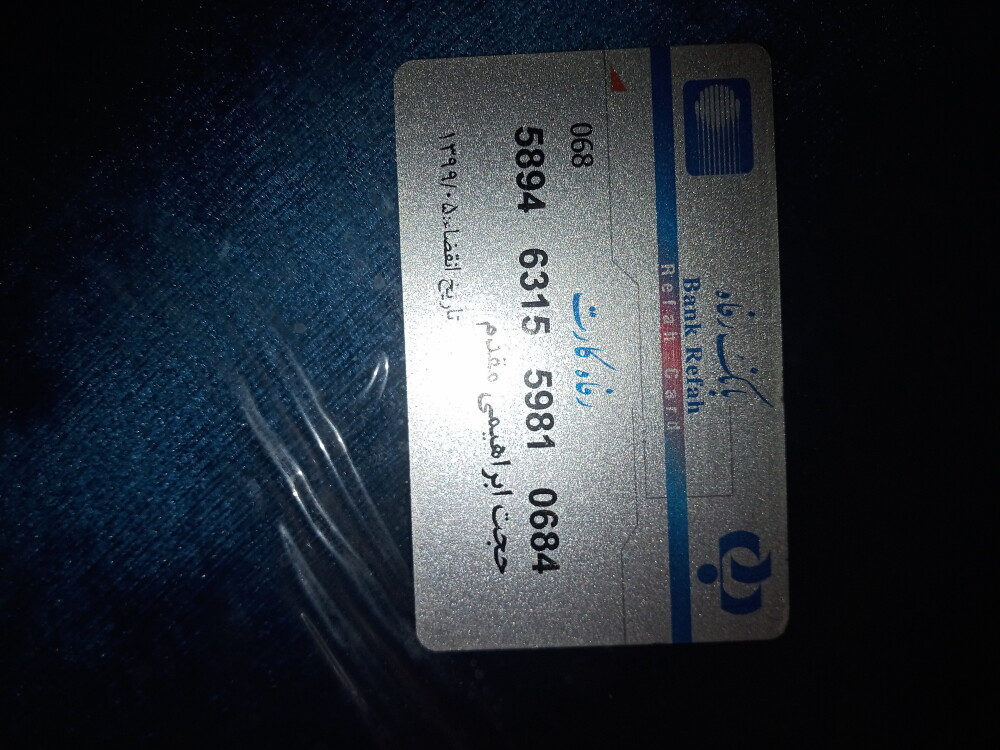 بانک رفاه
Bank Refah
Refah Card
رفاه کارت
068
5894 6315 5981 0684
حجت ابراهیمی مقدم
تاریخ انقضاء: ۱۳۹۹/۰۵